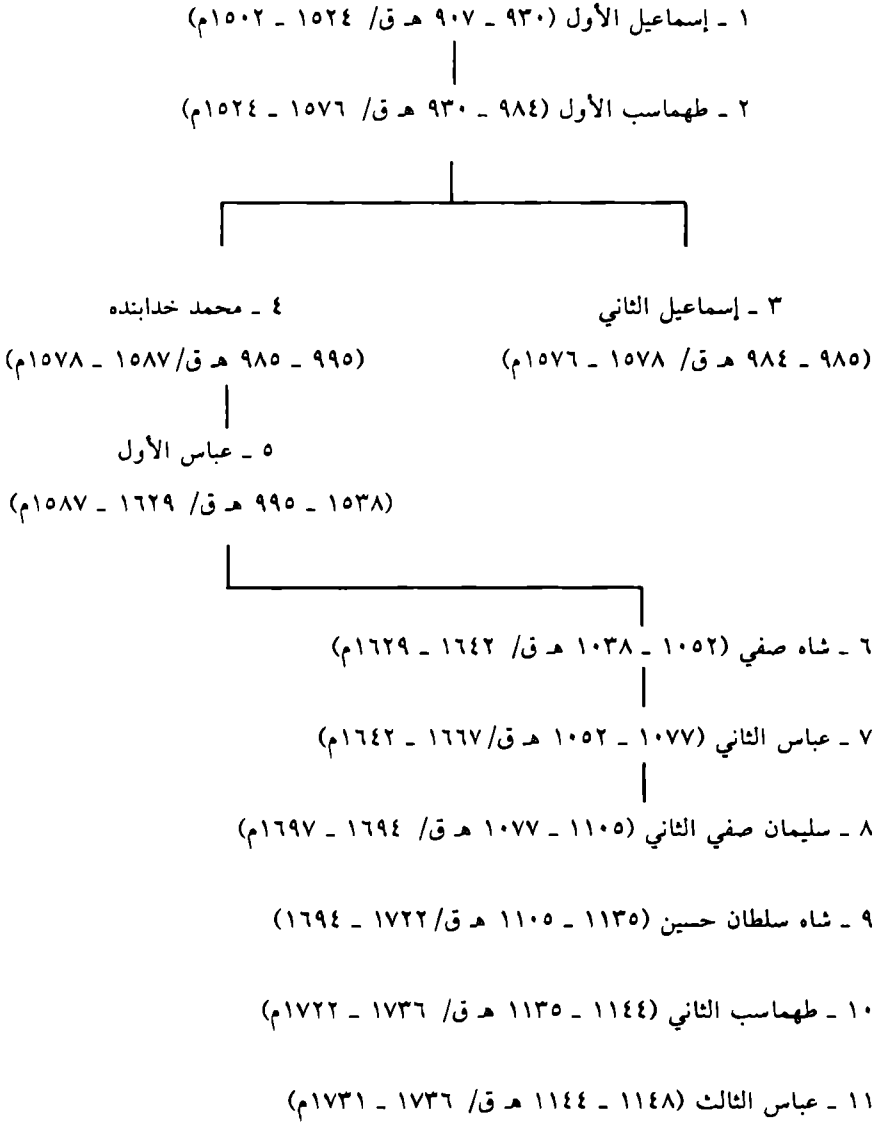 ١ ـ إسماعيل الأول (٩٣٠ ـ ٩٠٧ هـ ق/ ١٥٢٤ ـ ١٥٠٢م)
٢ ـ طهماسب الأول (٩٨٤ ـ ٩٣٠ هـ ق/ ١٥٧٦ ـ ١٥٢٤م)
٣ ـ إسماعيل الثاني
(٩٨٥ ـ ٩٨٤ هـ ق/ ١٥٧٨ ـ ١٥٧٦م)
٤ ـ محمد خدابنده
(٩٩٥ ـ ٩٨٥ هـ ق/ ١٥٨٧ ـ ١٥٧٨م)
٥ ـ عباس الأول
(١٥٣٨ ـ ٩٩٥ هـ ق/ ١٦٢٩ ـ ١٥٨٧م)
٦ ـ شاه صفي (١٠٥٢ ـ ١٠٣٨ هـ ق/ ١٦٤٢ ـ ١٦٢٩م)
٧ ـ عباس الثاني (١٠٧٧ ـ ١٠٥٢ هـ ق/ ١٦٦٧ ـ ١٦٤٢م)
٨ ـ سليمان صفي الثاني (١١٠٥ ـ ١٠٧٧ هـ ق/ ١٦٩٤ ـ ١٦٩٧م)
٩ ـ شاه سلطان حسين (١١٣٥ ـ ١١٠٥ هـ ق/ ١٧٢٢ ـ ١٦٩٤)
١٠ ـ طهماسب الثاني (١١٤٤ ـ ١١٣٥ هـ ق/ ١٧٣٦ ـ ١٧٢٢م)
١١ ـ عباس الثالث (١١٤٨ ـ ١١٤٤ هـ ق/ ١٧٣٦ ـ ١٧٣١م)